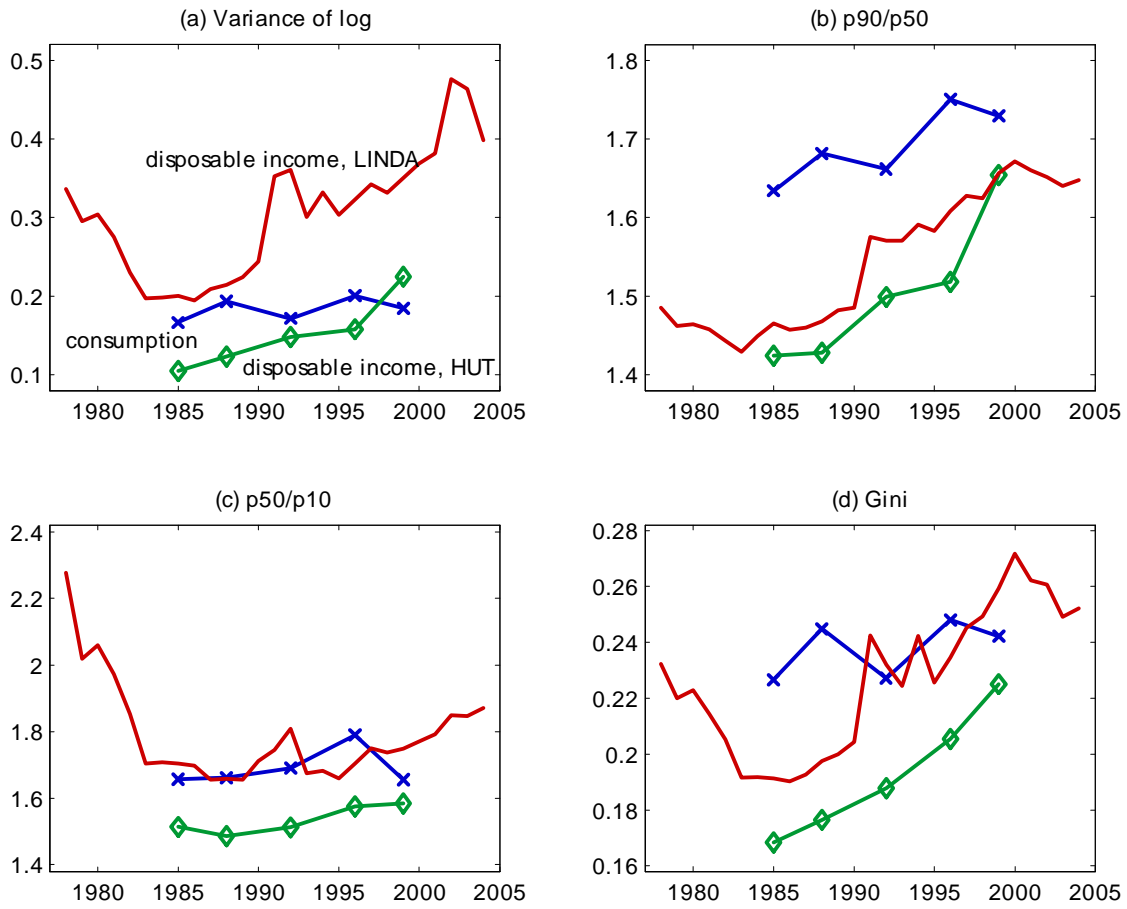 (a) Variance of log
0.5
0.4
0.3
0.2
0.1
disposable income, LINDA
consumption
disposable income, HUT
1980 1985 1990 1995 2000 2005
(b) p90/p50
1.8
1.7
1.6
1.5
1.4
1980 1985 1990 1995 2000 2005
(c) p50/p10
2.4
2.2
2
1.8
1.6
1.4
1980 1985 1990 1995 2000 2005
(d) Gini
0.28
0.26
0.24
0.22
0.2
0.18
0.16
1980 1985 1990 1995 2000 2005